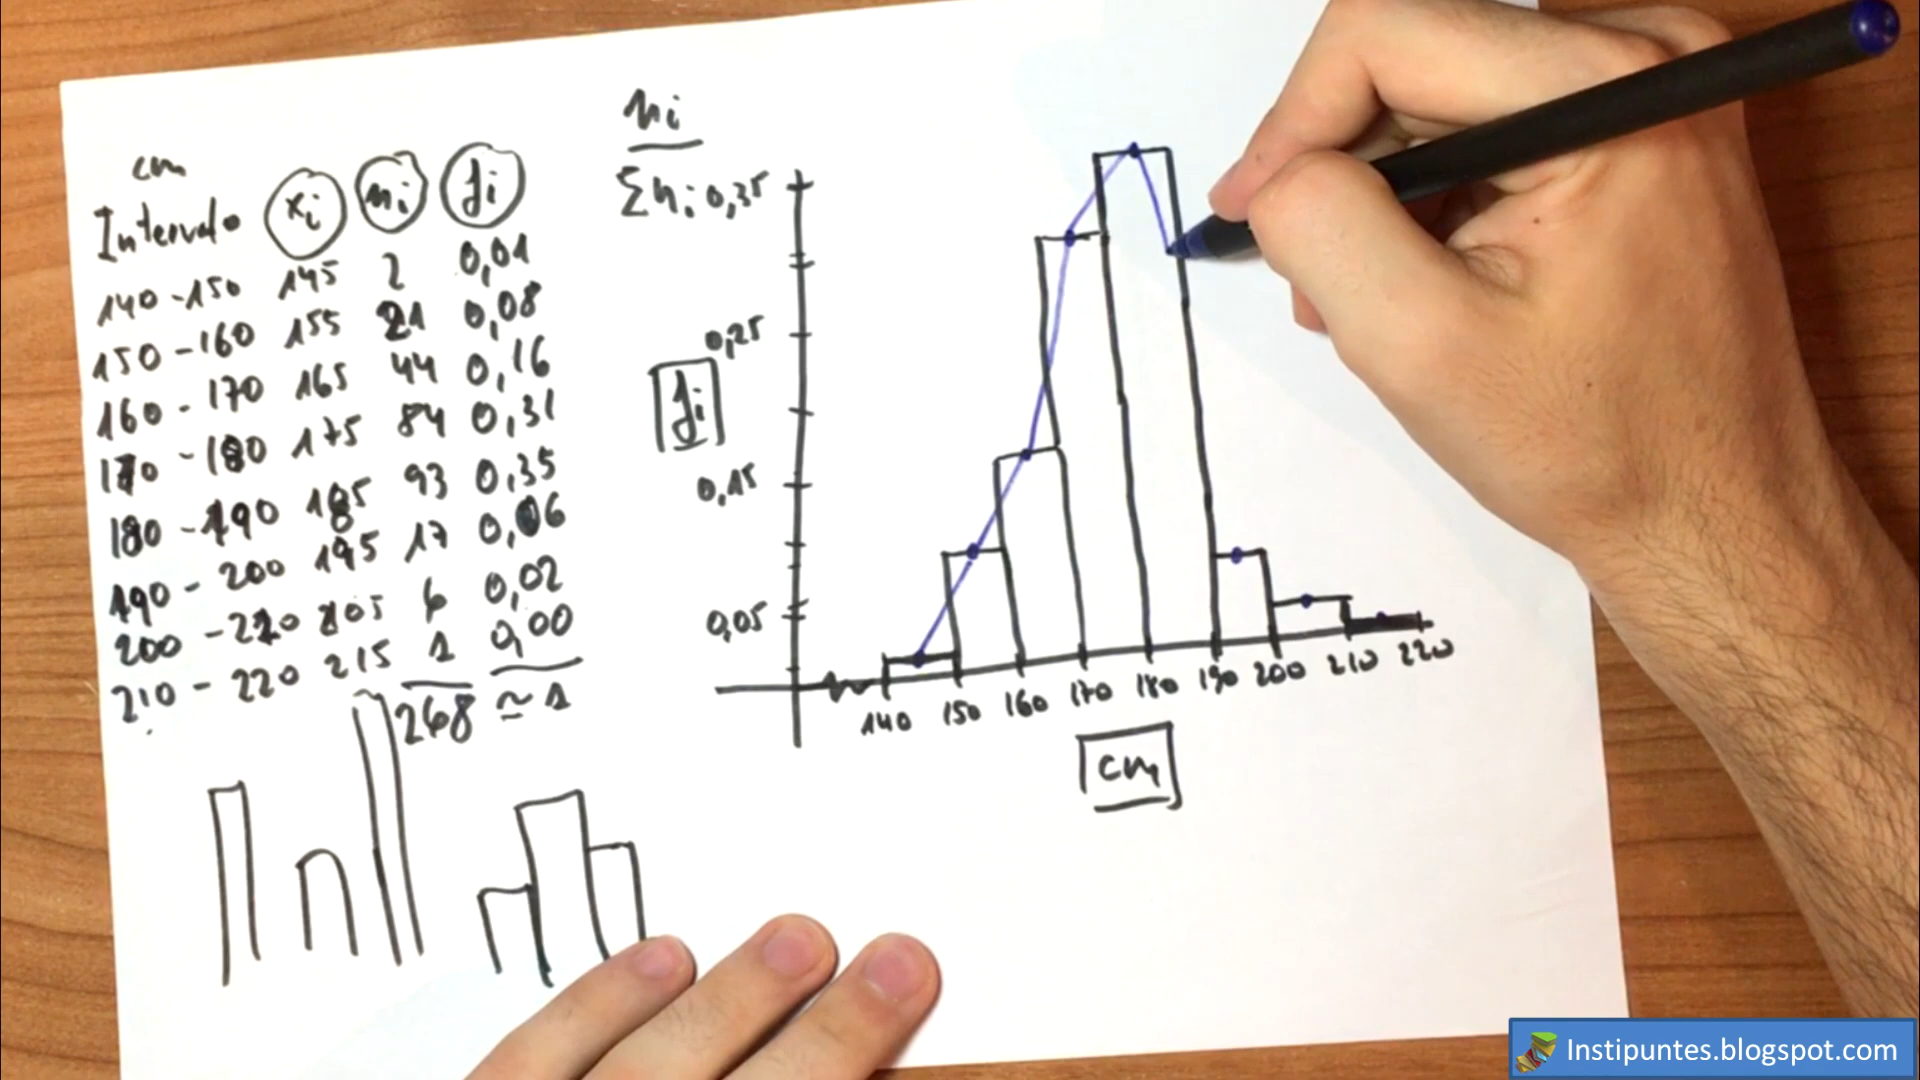 cm
Intervalo xi ni fi
140-150 145 2 0,01
150-160 155 21 0,08
160-170 165 44 0,16
170-180 175 84 0,31
180-190 185 93 0,35
190-200 195 17 0,06
200-210 205 6 0,02
210-220 215 1 0,00
268 ≃1
ni
Σni
0,35
0,25
fi
0,15
0,05
140 150 160 170 180 190 200 210 220
cm
Instipuntes.blogspot.com